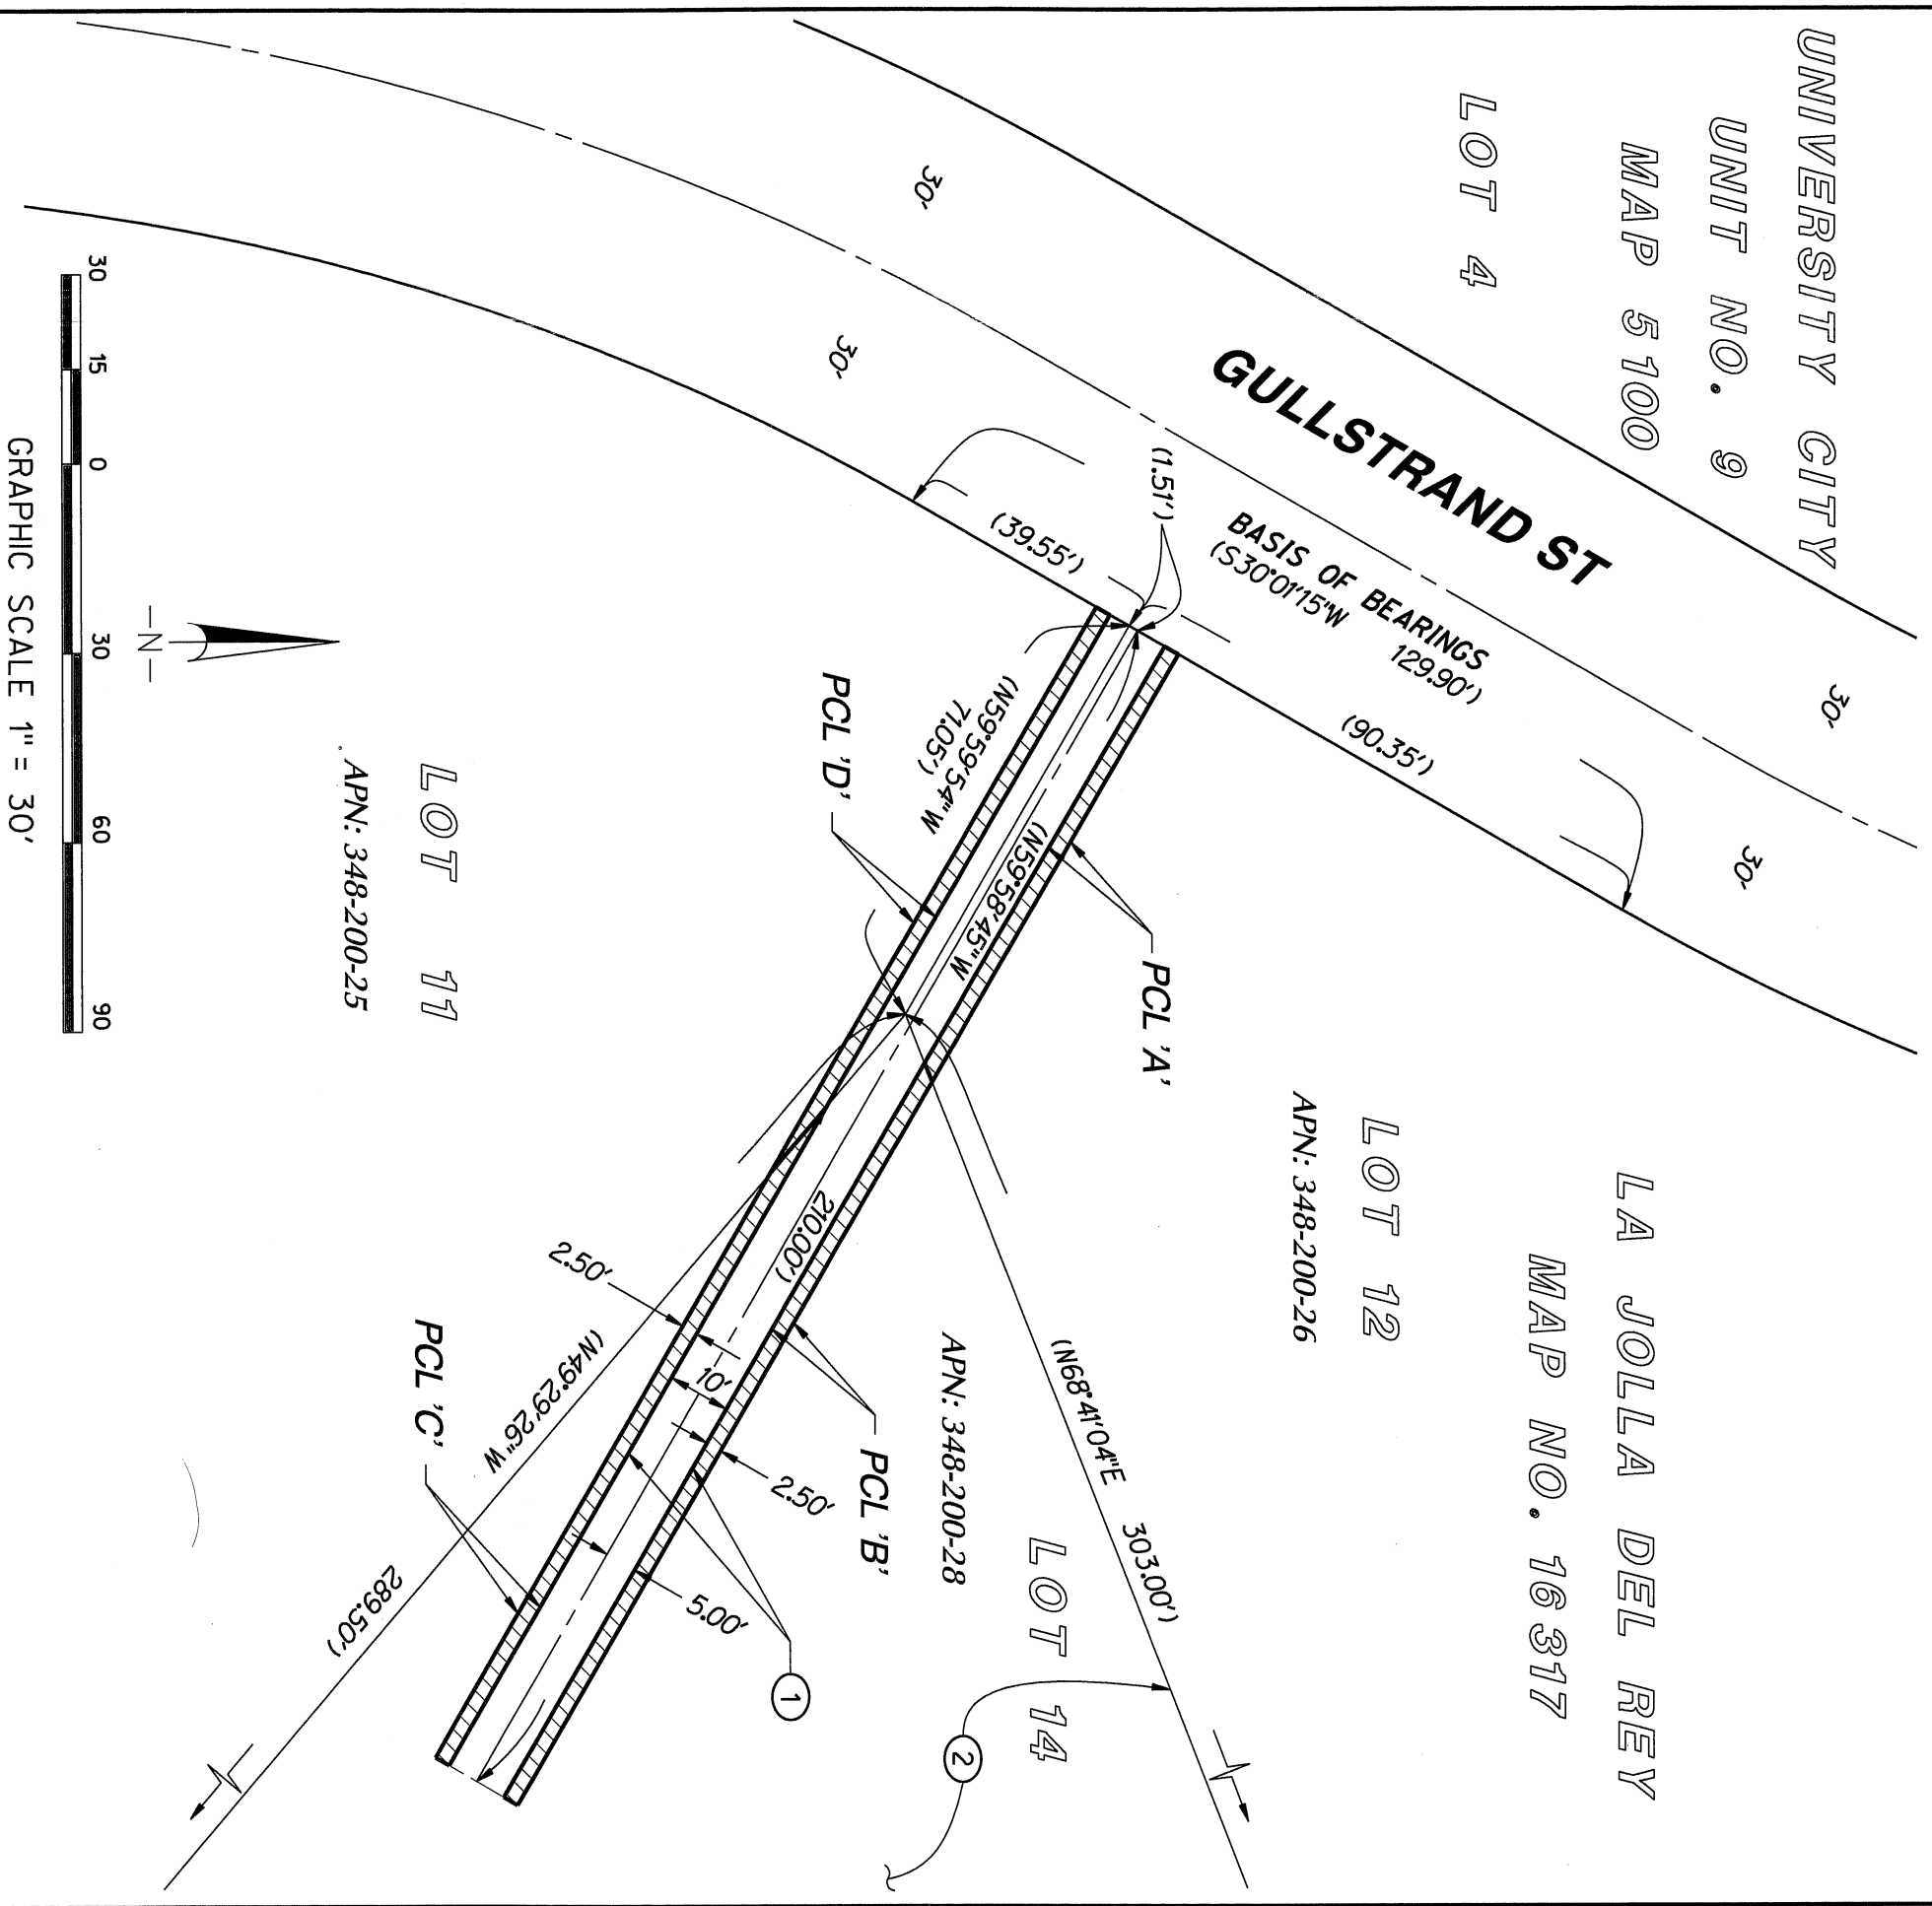 UNIVERSITY CITY
UNIT NO. 9
MAP 5100
LOT 4
30'
30'
GULLSTRAND ST
BASIS OF BEARINGS
(S30°01'15"W
129.90')
30'
30'
(1.51')
(39.55')
(90.35')
LA JOLLA DEL REY
MAP NO. 16317
LOT 12
APN: 348-200-26
PCL 'A'
(N59°58'45"W
210.00')
(N59°59'54"W
71.05')
PCL 'D'
(N68°41'04"E
303.00')
LOT 14
APN: 348-200-28
PCL 'B'
2.50'
10'
2.50'
5.00'
1
2
PCL 'C'
(N49°29'26"W
289.50')
LOT 11
APN: 348-200-25
-N-
30 15 0 30 60 90
GRAPHIC SCALE 1" = 30'